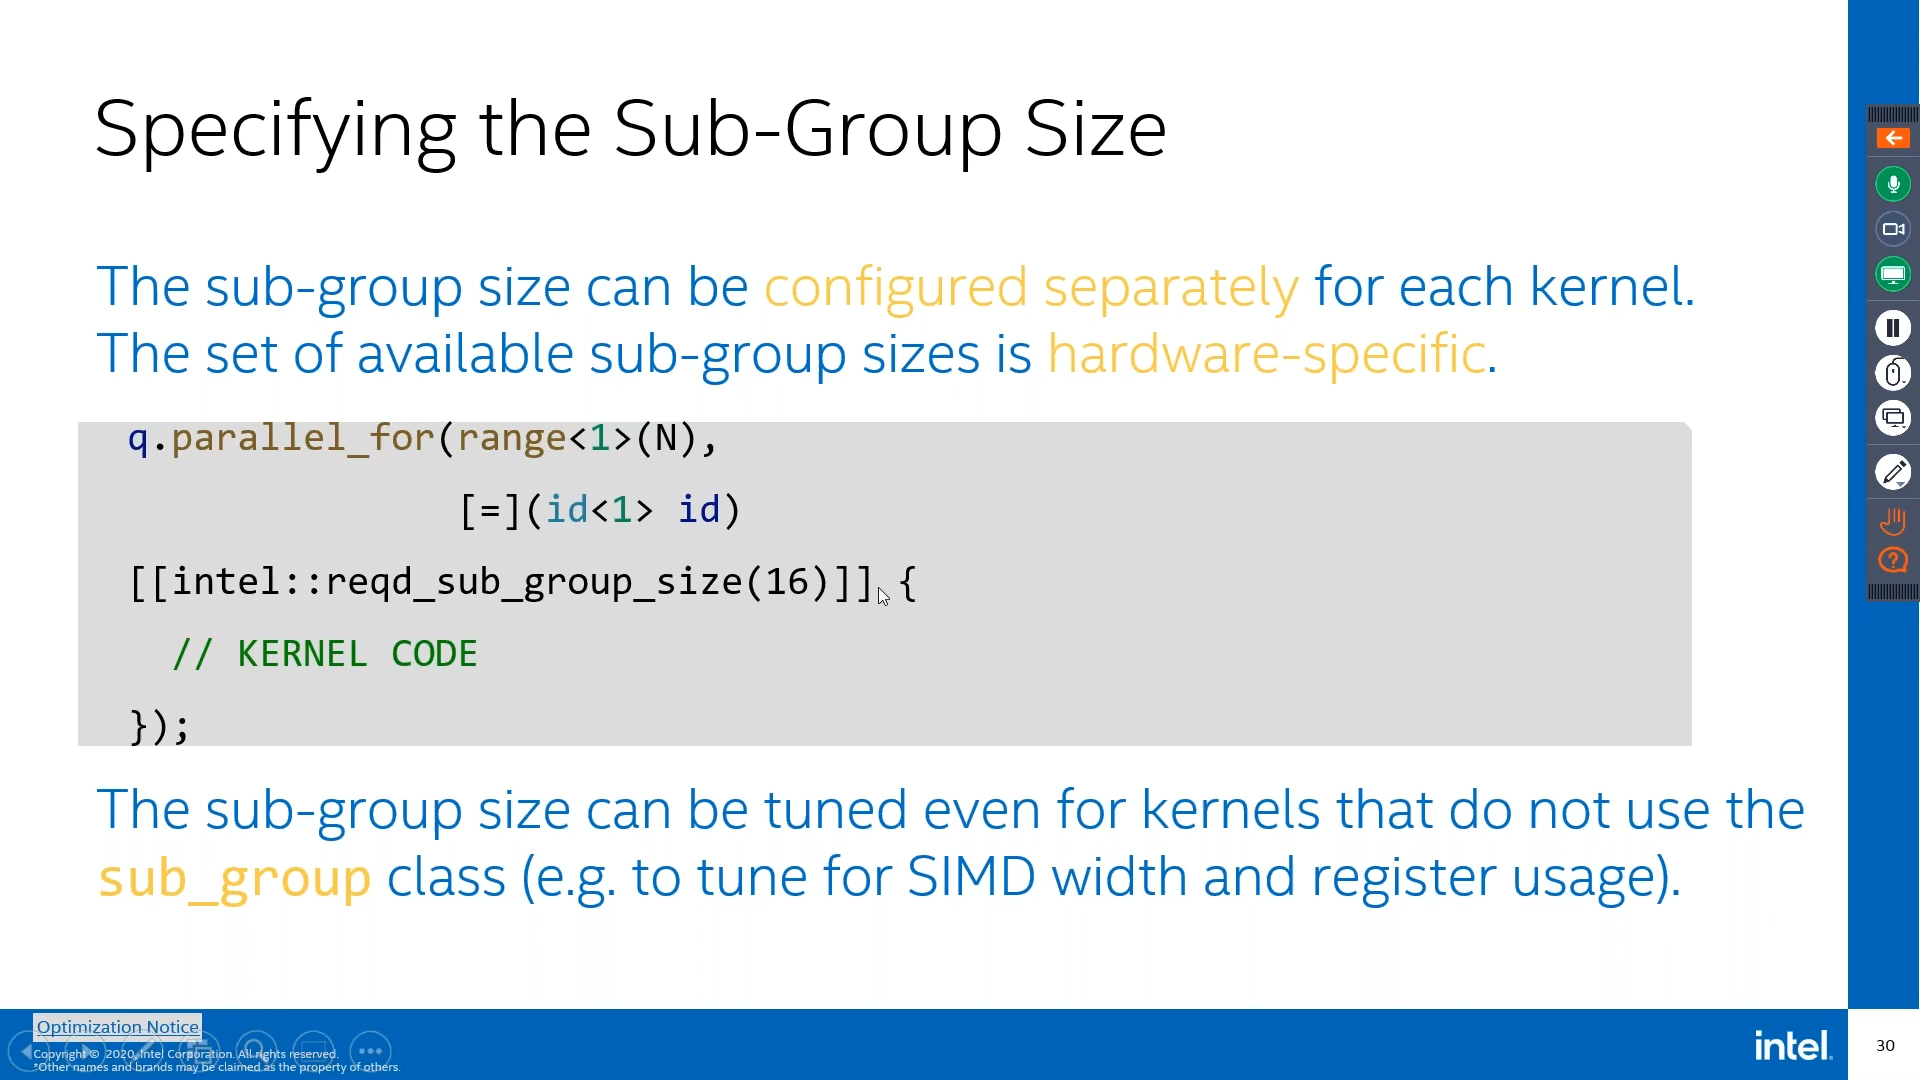 Specifying the Sub-Group Size
The sub-group size can be configured separately for each kernel.
The set of available sub-group sizes is hardware-specific.
q.parallel_for(range<1>(N),
[=](id<1> id)
[[intel::reqd_sub_group_size(16)]] {
// KERNEL CODE
});
The sub-group size can be tuned even for kernels that do not use the
sub_group class (e.g. to tune for SIMD width and register usage).
Optimization Notice
Copyright © 2020, Intel Corporation. All rights reserved.
*Other names and brands may be claimed as the property of others.
intel.
30